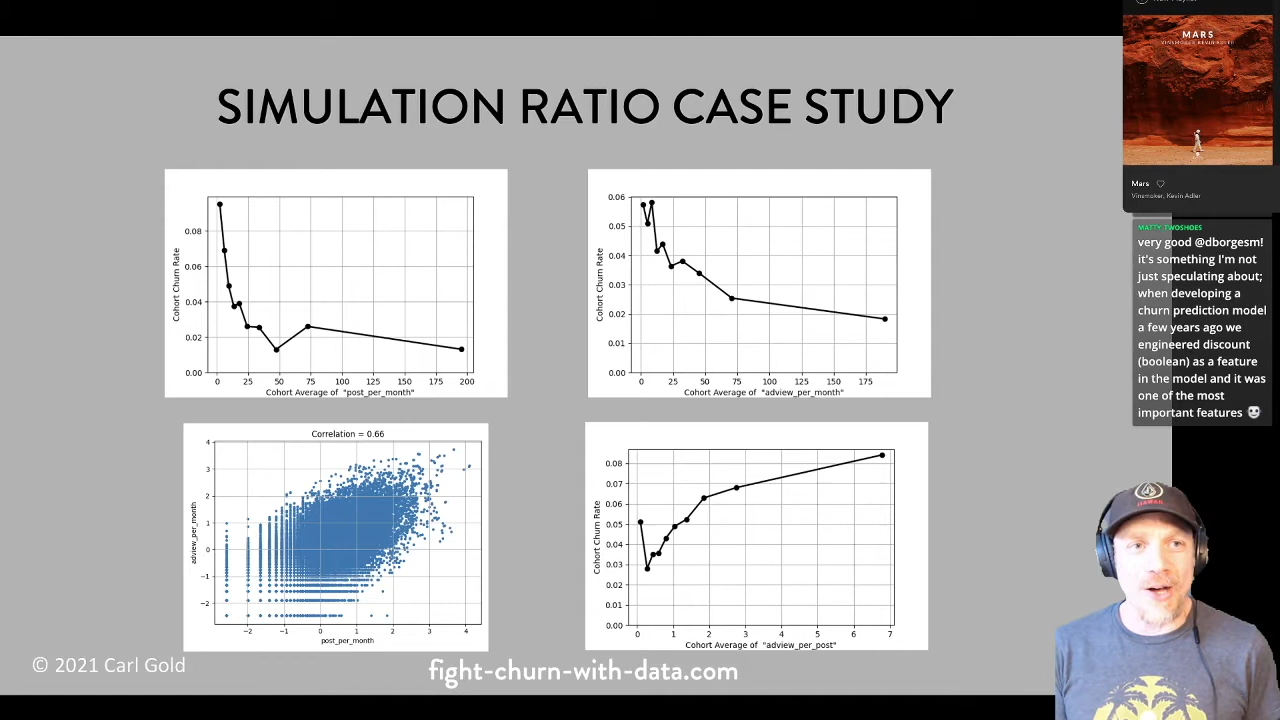 SIMULATION RATIO CASE STUDY
Cohort Churn Rate
0.08
0.06
0.04
0.02
0.00
0 25 50 75 100 125 150 175 200
Cohort Average of "post_per_month"
Cohort Churn Rate
0.06
0.05
0.04
0.03
0.02
0.01
0.00
0 25 50 75 100 125 150 175
Cohort Average of "adview_per_month"
Correlation = 0.66
adview_per_month
4
3
2
1
0
−1
−2
−2 −1 0 1 2 3 4
post_per_month
Cohort Churn Rate
0.08
0.07
0.06
0.05
0.04
0.03
0.02
0.01
0.00
0 1 2 3 4 5 6 7
Cohort Average of "adview_per_post"
© 2021 Carl Gold
fight-churn-with-data.com
MARS
Mars
Vinsmoker, Kevin Adler
MATTY TWOSHOES
very good @dborgesm!
it's something I'm not
just speculating about;
when developing a
churn prediction model
a few years ago we
engineered discount
(boolean) as a feature
in the model and it was
one of the most
important features
HAWAII